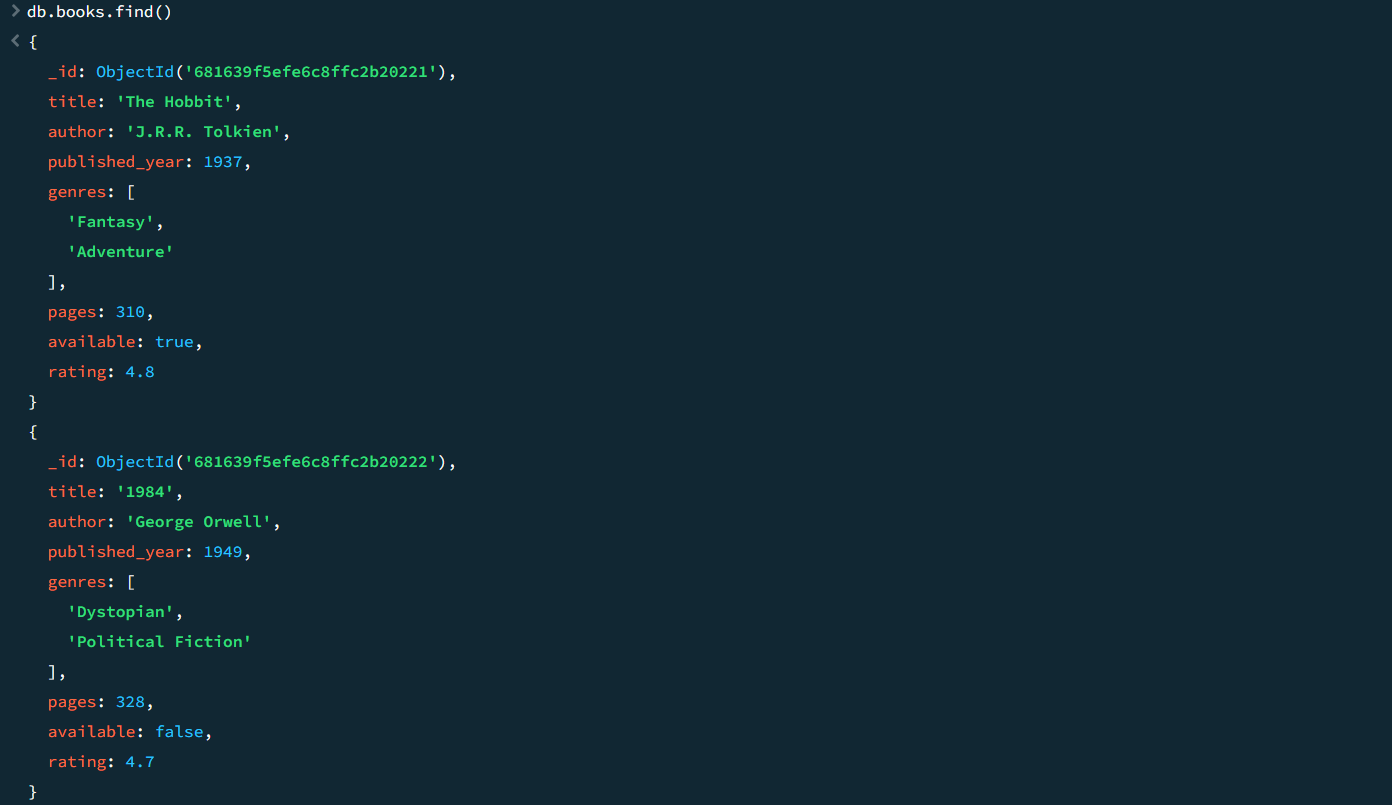 > db.books.find()
< {
_id: ObjectId('681639f5efe6c8ffc2b20221'),
title: 'The Hobbit',
author: 'J.R.R. Tolkien',
published_year: 1937,
genres: [
'Fantasy',
'Adventure'
],
pages: 310,
available: true,
rating: 4.8
}
{
_id: ObjectId('681639f5efe6c8ffc2b20222'),
title: '1984',
author: 'George Orwell',
published_year: 1949,
genres: [
'Dystopian',
'Political Fiction'
],
pages: 328,
available: false,
rating: 4.7
}